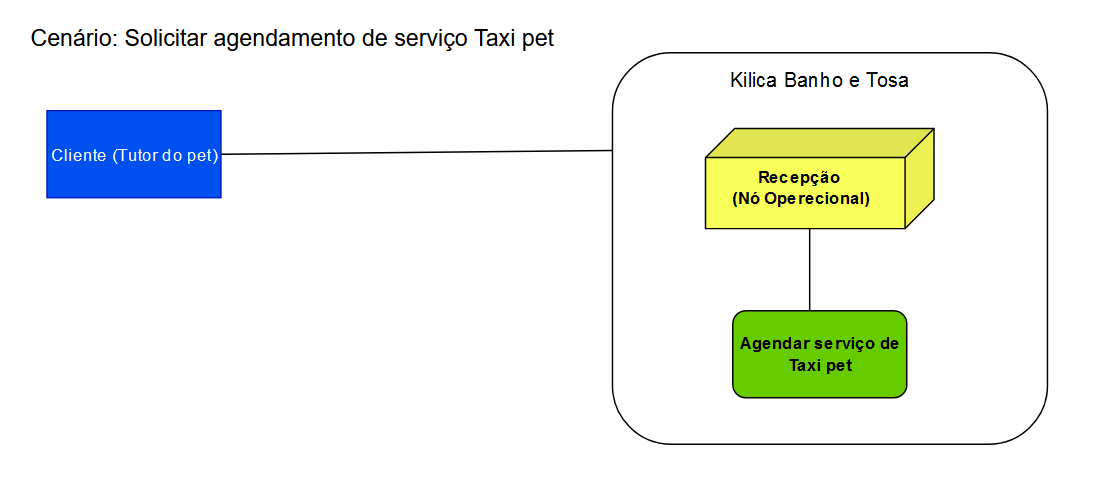 Cenário: Solicitar agendamento de serviço Taxi pet
Kilica Banho e Tosa
Cliente (Tutor do pet)
Recepção
(Nó Operecional)
Agendar serviço de
Taxi pet